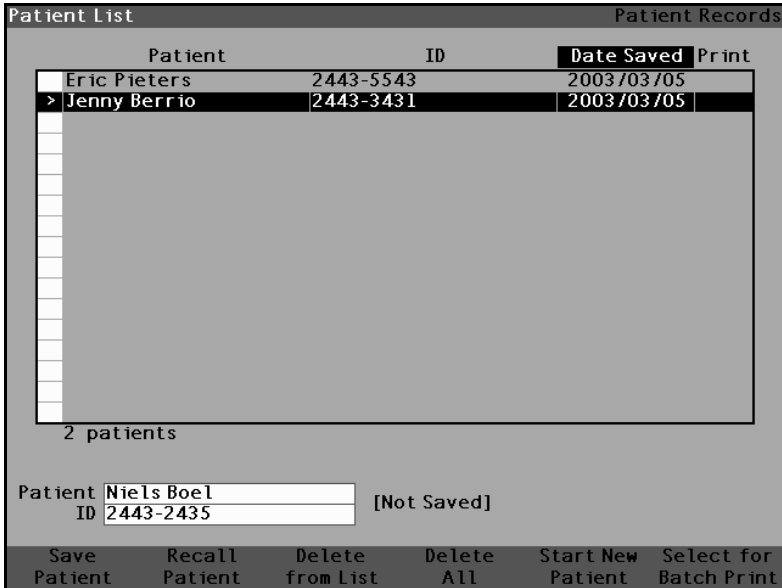 Patient List Patient Records
Patient ID Date Saved Print
Eric Pieters 2443-5543 2003/03/05
> Jenny Berrio 2443-3431 2003/03/05
2 patients
Patient Niels Boel [Not Saved]
ID 2443-2435
Save Recall Delete Delete Start New Select for
Patient Patient from List All Patient Batch Print